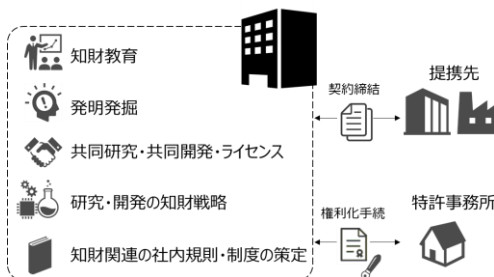 知財教育
発明発掘
共同研究・共同開発・ライセンス
研究・開発の知財戦略
知財関連の社内規則・制度の策定
契約締結
提携先
権利化手続
特許事務所